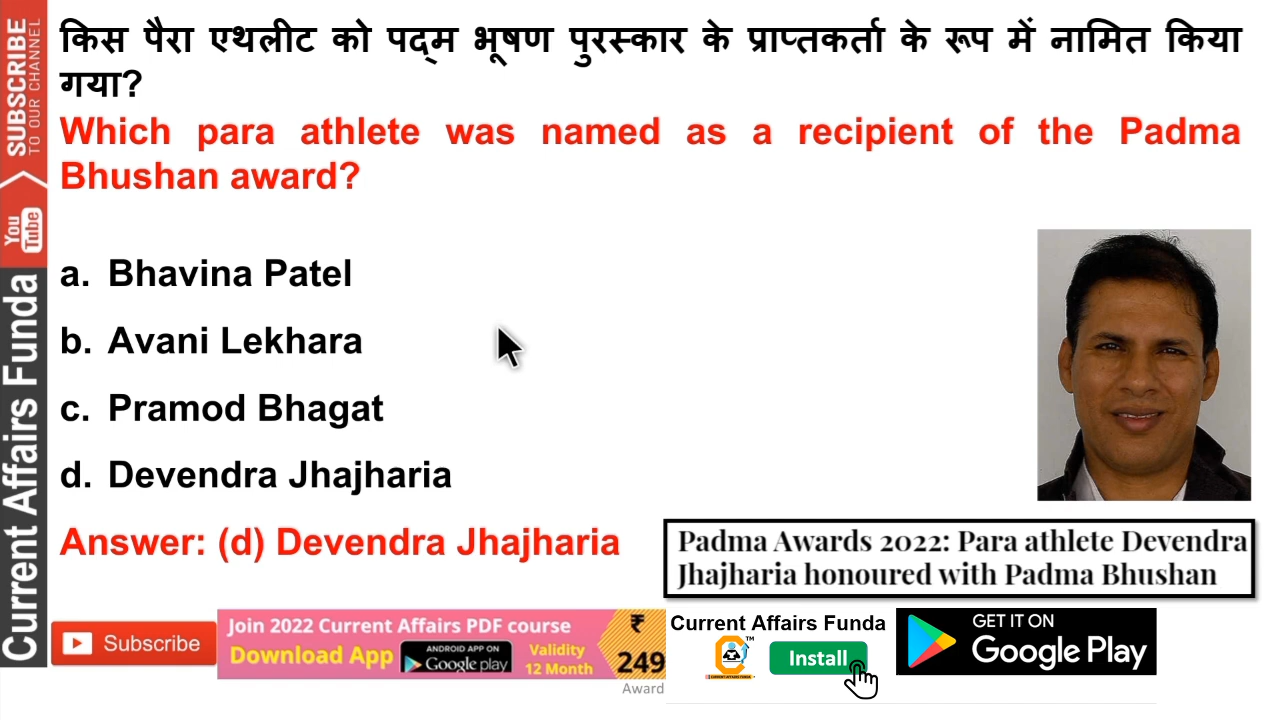 किस पैरा एथलीट को पद्म भूषण पुरस्कार के प्राप्तकर्ता के रूप में नामित किया
गया?
Which para athlete was named as a recipient of the Padma
Bhushan award?
a. Bhavina Patel
b. Avani Lekhara
c. Pramod Bhagat
d. Devendra Jhajharia
Answer: (d) Devendra Jhajharia
Padma Awards 2022: Para athlete Devendra
Jhajharia honoured with Padma Bhushan
SUBSCRIBE
TO OUR CHANNEL
You
Tube
Current Affairs Funda
Subscribe
Join 2022 Current Affairs PDF course
Download App
ANDROID APP ON
Google play
Validity
12 Month
₹
249
Award
Current Affairs Funda
TM
CURRENT AFFAIRS FUNDA
Install
GET IT ON
Google Play